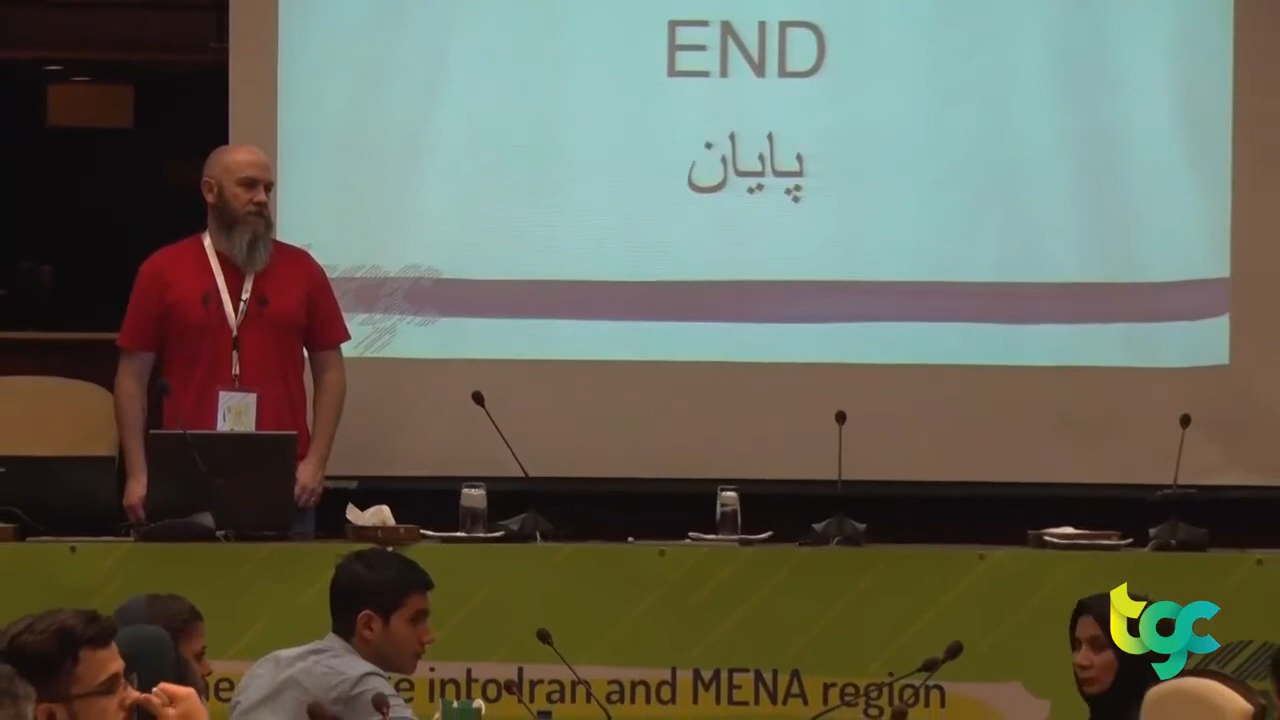 END
پایان
into Iran and MENA region
tgc